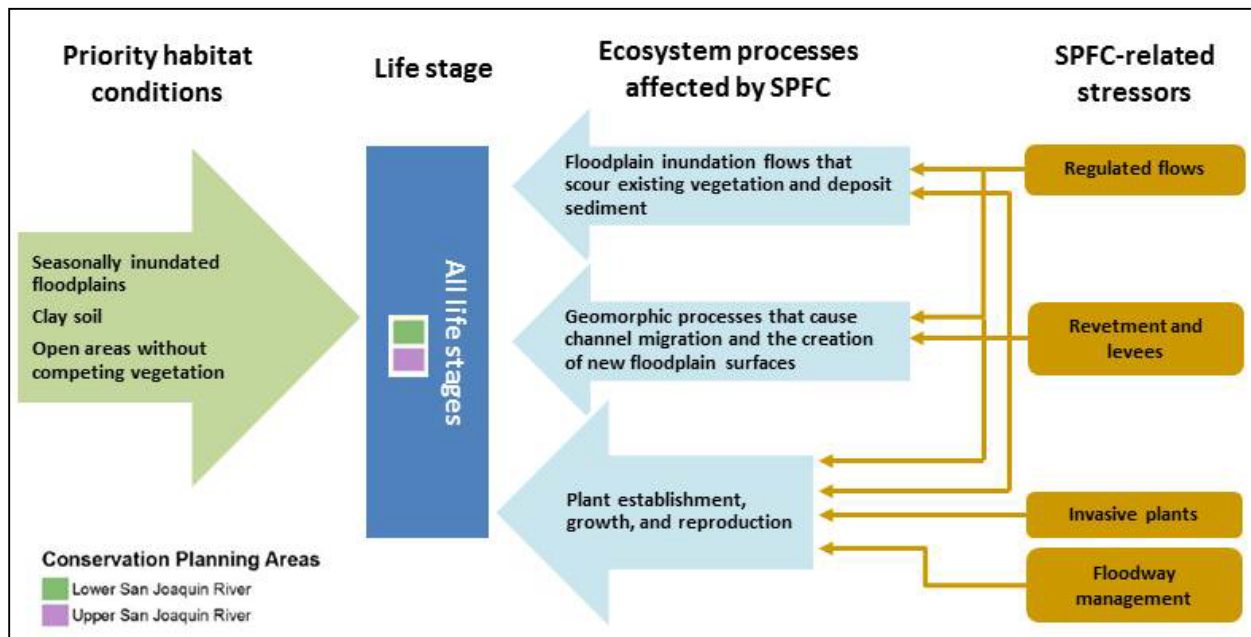 Priority habitat
conditions
Life stage
Ecosystem processes
affected by SPFC
SPFC-related
stressors
Seasonally inundated
floodplains
Clay soil
Open areas without
competing vegetation
All life stages
Floodplain inundation flows that
scour existing vegetation and deposit
sediment
Geomorphic processes that cause
channel migration and the creation
of new floodplain surfaces
Plant establishment,
growth, and reproduction
Regulated flows
Revetment and
levees
Invasive plants
Floodway
management
Conservation Planning Areas
Lower San Joaquin River
Upper San Joaquin River